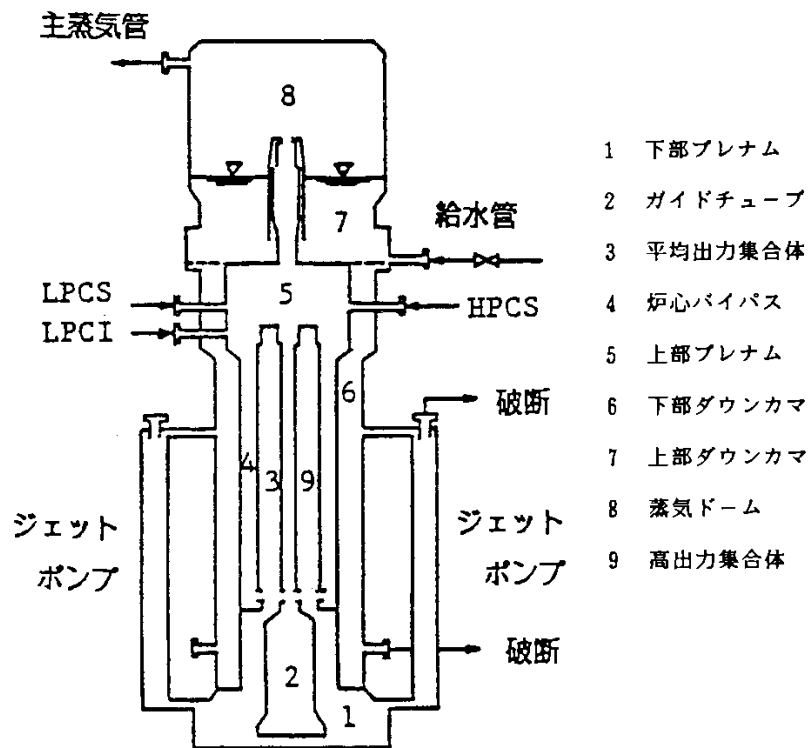 主蒸気管
8
7
給水管
LPCS
LPCI
5
HPCS
6
破断
4
3
9
ジェット
ポンプ
ジェット
ポンプ
破断
2
1
1 下部プレナム
2 ガイドチューブ
3 平均出力集合体
4 炉心バイパス
5 上部プレナム
6 下部ダウンカマ
7 上部ダウンカマ
8 蒸気ドーム
9 高出力集合体